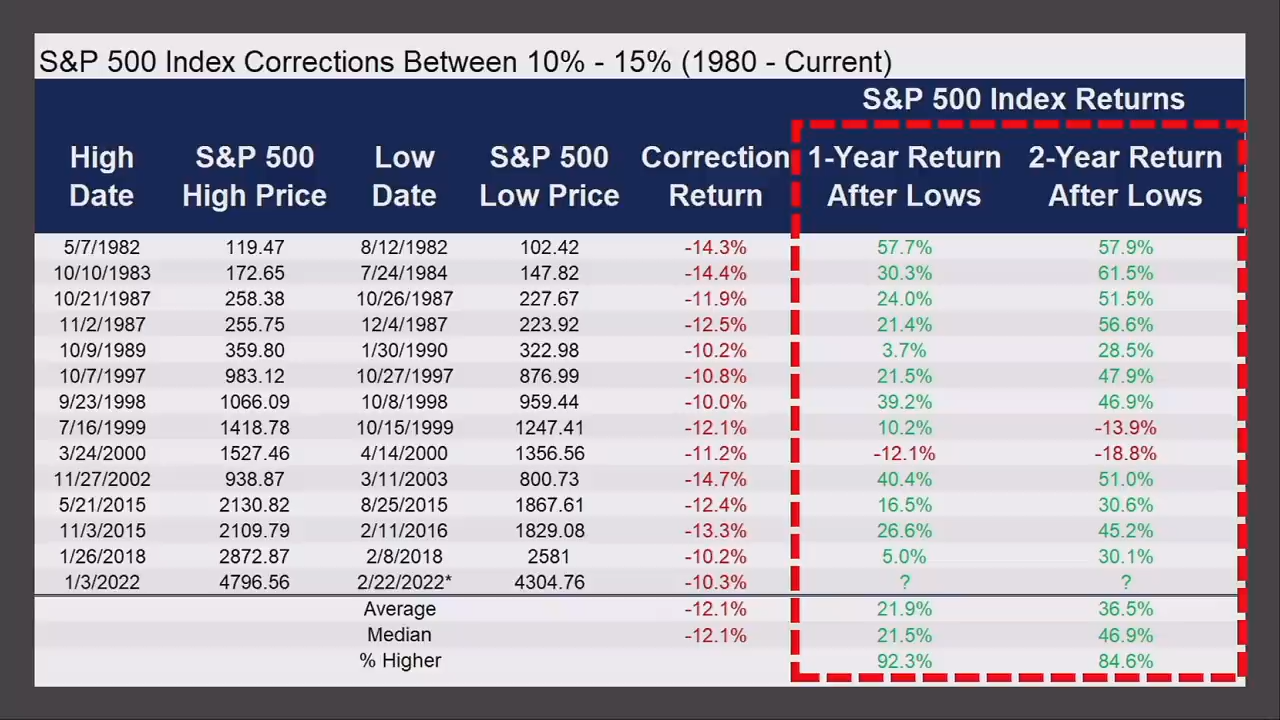 S&P 500 Index Corrections Between 10% - 15% (1980 - Current)
S&P 500 Index Returns
High Date S&P 500 High Price Low Date S&P 500 Low Price Correction Return 1-Year Return After Lows 2-Year Return After Lows
5/7/1982 119.47 8/12/1982 102.42 -14.3% 57.7% 57.9%
10/10/1983 172.65 7/24/1984 147.82 -14.4% 30.3% 61.5%
10/21/1987 258.38 10/26/1987 227.67 -11.9% 24.0% 51.5%
11/2/1987 255.75 12/4/1987 223.92 -12.5% 21.4% 56.6%
10/9/1989 359.80 1/30/1990 322.98 -10.2% 3.7% 28.5%
10/7/1997 983.12 10/27/1997 876.99 -10.8% 21.5% 47.9%
9/23/1998 1066.09 10/8/1998 959.44 -10.0% 39.2% 46.9%
7/16/1999 1418.78 10/15/1999 1247.41 -12.1% 10.2% -13.9%
3/24/2000 1527.46 4/14/2000 1356.56 -11.2% -12.1% -18.8%
11/27/2002 938.87 3/11/2003 800.73 -14.7% 40.4% 51.0%
5/21/2015 2130.82 8/25/2015 1867.61 -12.4% 16.5% 30.6%
11/3/2015 2109.79 2/11/2016 1829.08 -13.3% 26.6% 45.2%
1/26/2018 2872.87 2/8/2018 2581 -10.2% 5.0% 30.1%
1/3/2022 4796.56 2/22/2022* 4304.76 -10.3% ? ?
Average -12.1% 21.9% 36.5%
Median -12.1% 21.5% 46.9%
% Higher 92.3% 84.6%